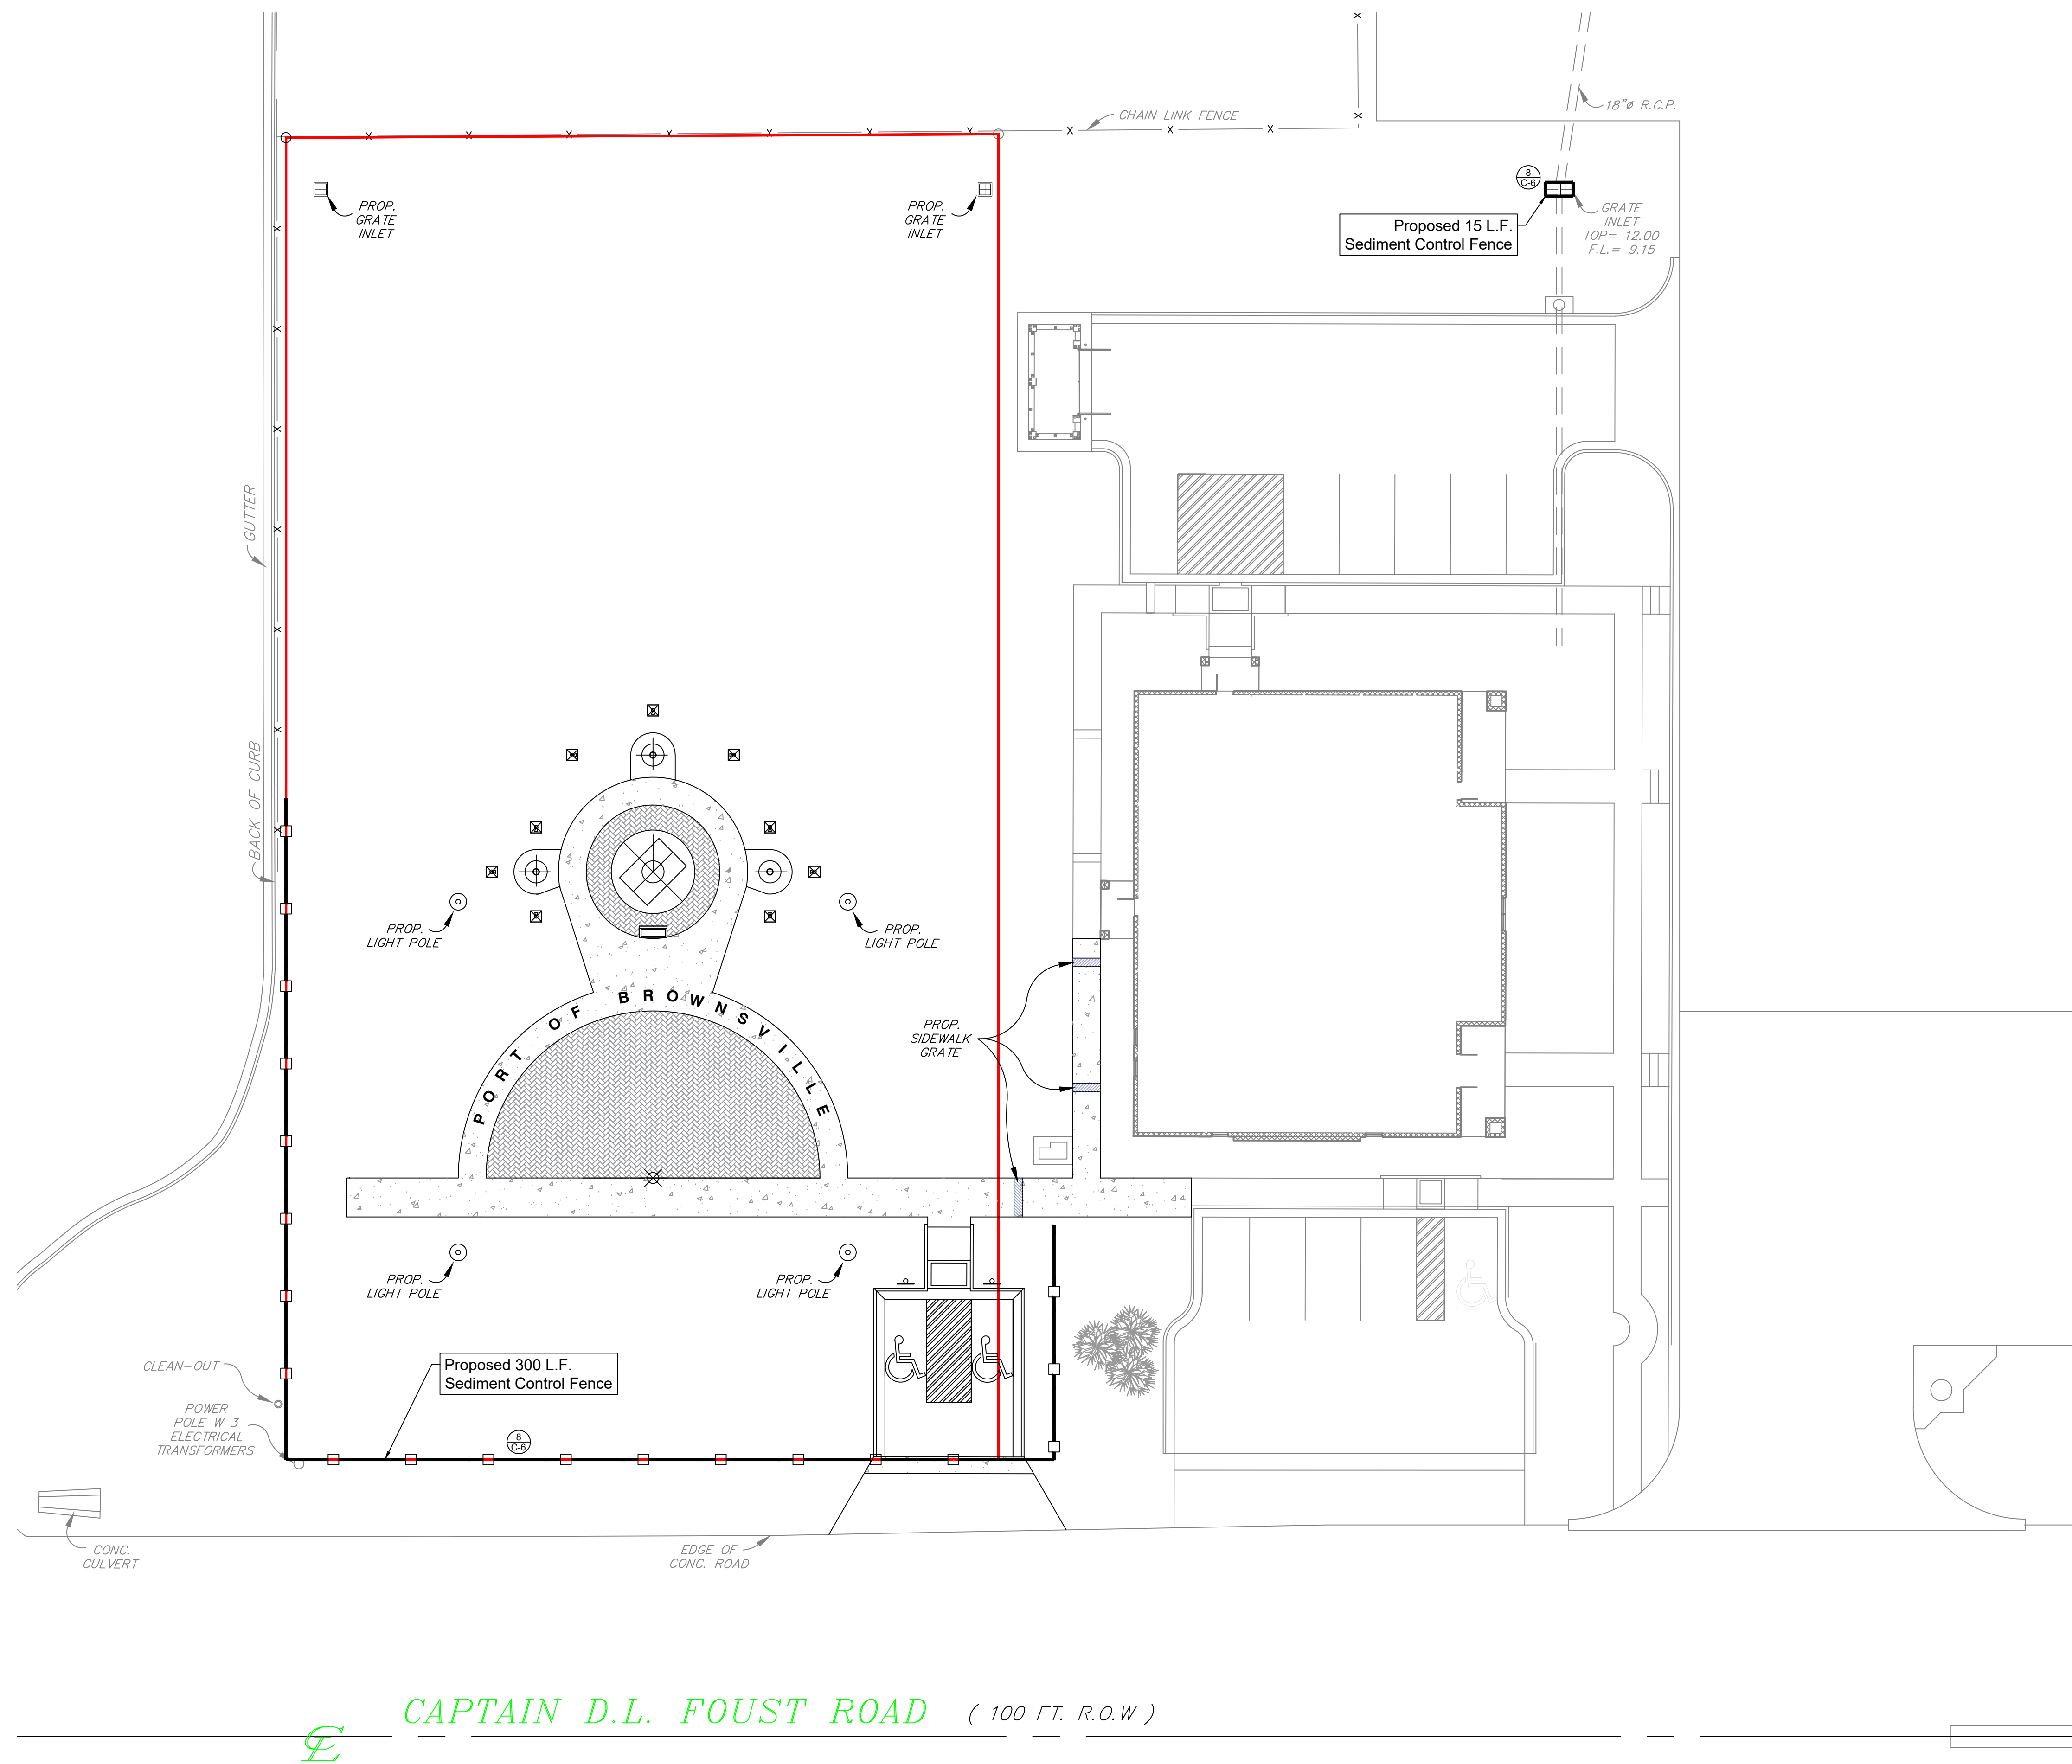 CHAIN LINK FENCE
18"ø R.C.P.
8
C-6
Proposed 15 L.F.
Sediment Control Fence
GRATE
INLET
TOP= 12.00
F.L.= 9.15
PROP.
GRATE
INLET
PROP.
GRATE
INLET
GUTTER
BACK OF CURB
PROP.
LIGHT POLE
PROP.
LIGHT POLE
PORT OF BROWNSVILLE
PROP.
SIDEWALK
GRATE
PROP.
LIGHT POLE
PROP.
LIGHT POLE
CLEAN-OUT
POWER
POLE W 3
ELECTRICAL
TRANSFORMERS
Proposed 300 L.F.
Sediment Control Fence
8
C-6
CONC.
CULVERT
EDGE OF
CONC. ROAD
CAPTAIN D.L. FOUST ROAD ( 100 FT. R.O.W )